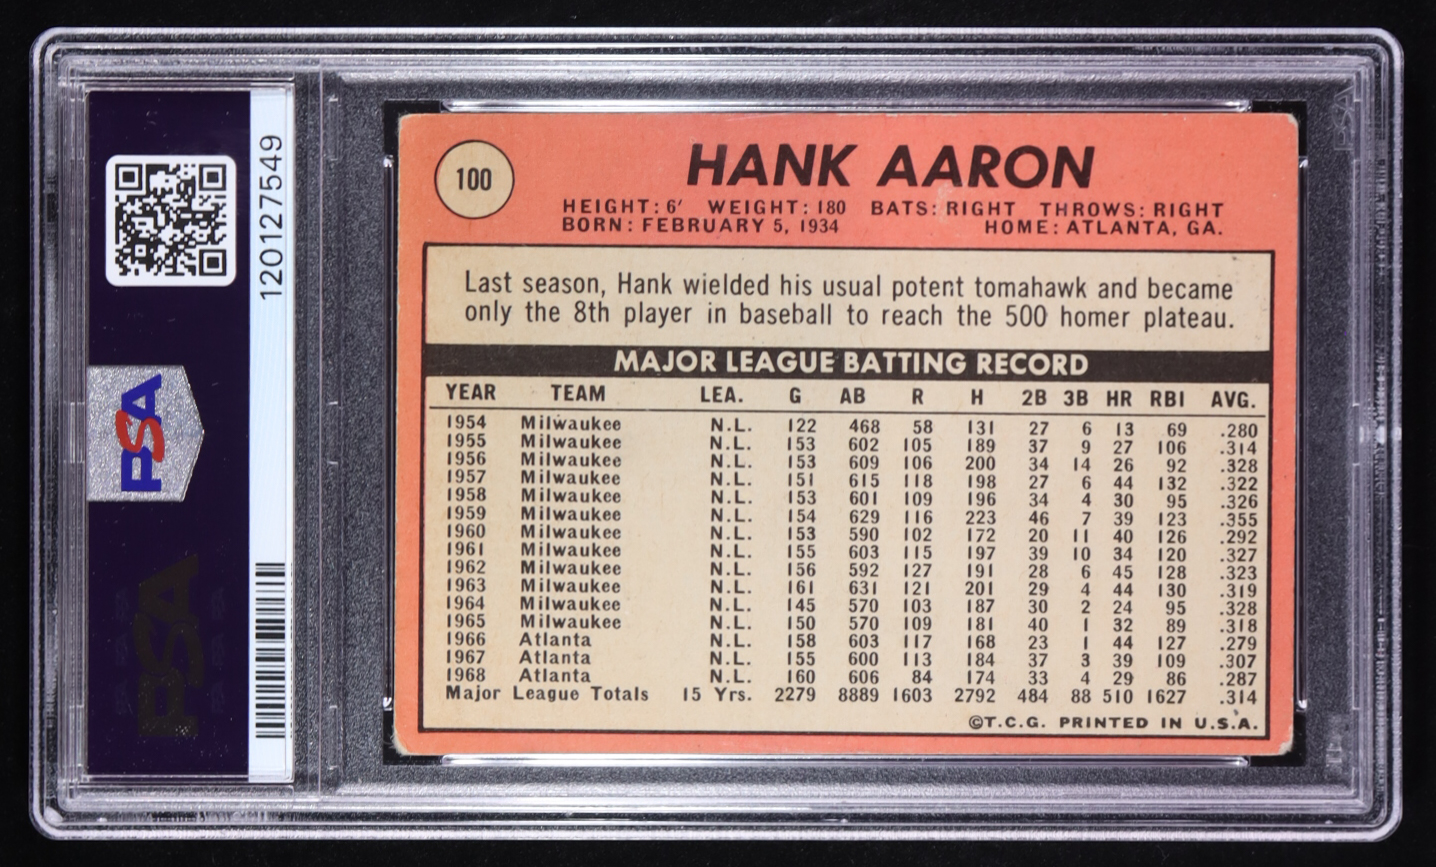 120127549
PSA
PSA
100
HANK AARON
HEIGHT: 6' WEIGHT: 180 BATS: RIGHT THROWS: RIGHT
BORN: FEBRUARY 5, 1934 HOME: ATLANTA, GA.
Last season, Hank wielded his usual potent tomahawk and became
only the 8th player in baseball to reach the 500 homer plateau.
MAJOR LEAGUE BATTING RECORD
YEAR TEAM LEA. G AB R H 2B 3B HR RBI AVG.
1954 Milwaukee N.L. 122 468 58 131 27 6 13 69 .280
1955 Milwaukee N.L. 153 602 105 189 37 9 27 106 .314
1956 Milwaukee N.L. 153 609 106 200 34 14 26 92 .328
1957 Milwaukee N.L. 151 615 118 198 27 6 44 132 .322
1958 Milwaukee N.L. 153 601 109 196 34 4 30 95 .326
1959 Milwaukee N.L. 154 629 116 223 46 7 39 123 .355
1960 Milwaukee N.L. 153 590 102 172 20 11 40 126 .292
1961 Milwaukee N.L. 155 603 115 197 39 10 34 120 .327
1962 Milwaukee N.L. 156 592 127 191 28 6 45 128 .323
1963 Milwaukee N.L. 161 631 121 201 29 4 44 130 .319
1964 Milwaukee N.L. 145 570 103 187 30 2 24 95 .328
1965 Milwaukee N.L. 150 570 109 181 40 1 32 89 .318
1966 Atlanta N.L. 158 603 117 168 23 1 44 127 .279
1967 Atlanta N.L. 155 600 113 184 37 3 39 109 .307
1968 Atlanta N.L. 160 606 84 174 33 4 29 86 .287
Major League Totals 15 Yrs. 2279 8889 1603 2792 484 88 510 1627 .314
©T.C.G. PRINTED IN U.S.A.